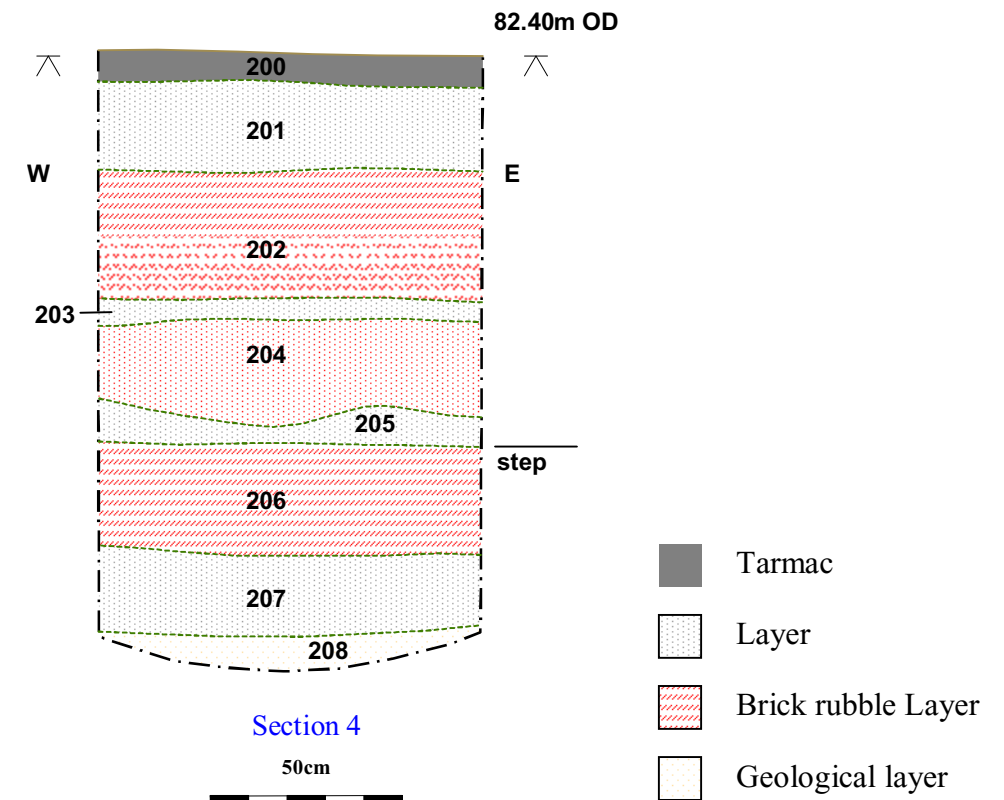 82.40m OD
200
201
W
E
202
203
204
205
step
206
207
208
Tarmac
Layer
Brick rubble Layer
Geological layer
Section 4
50cm